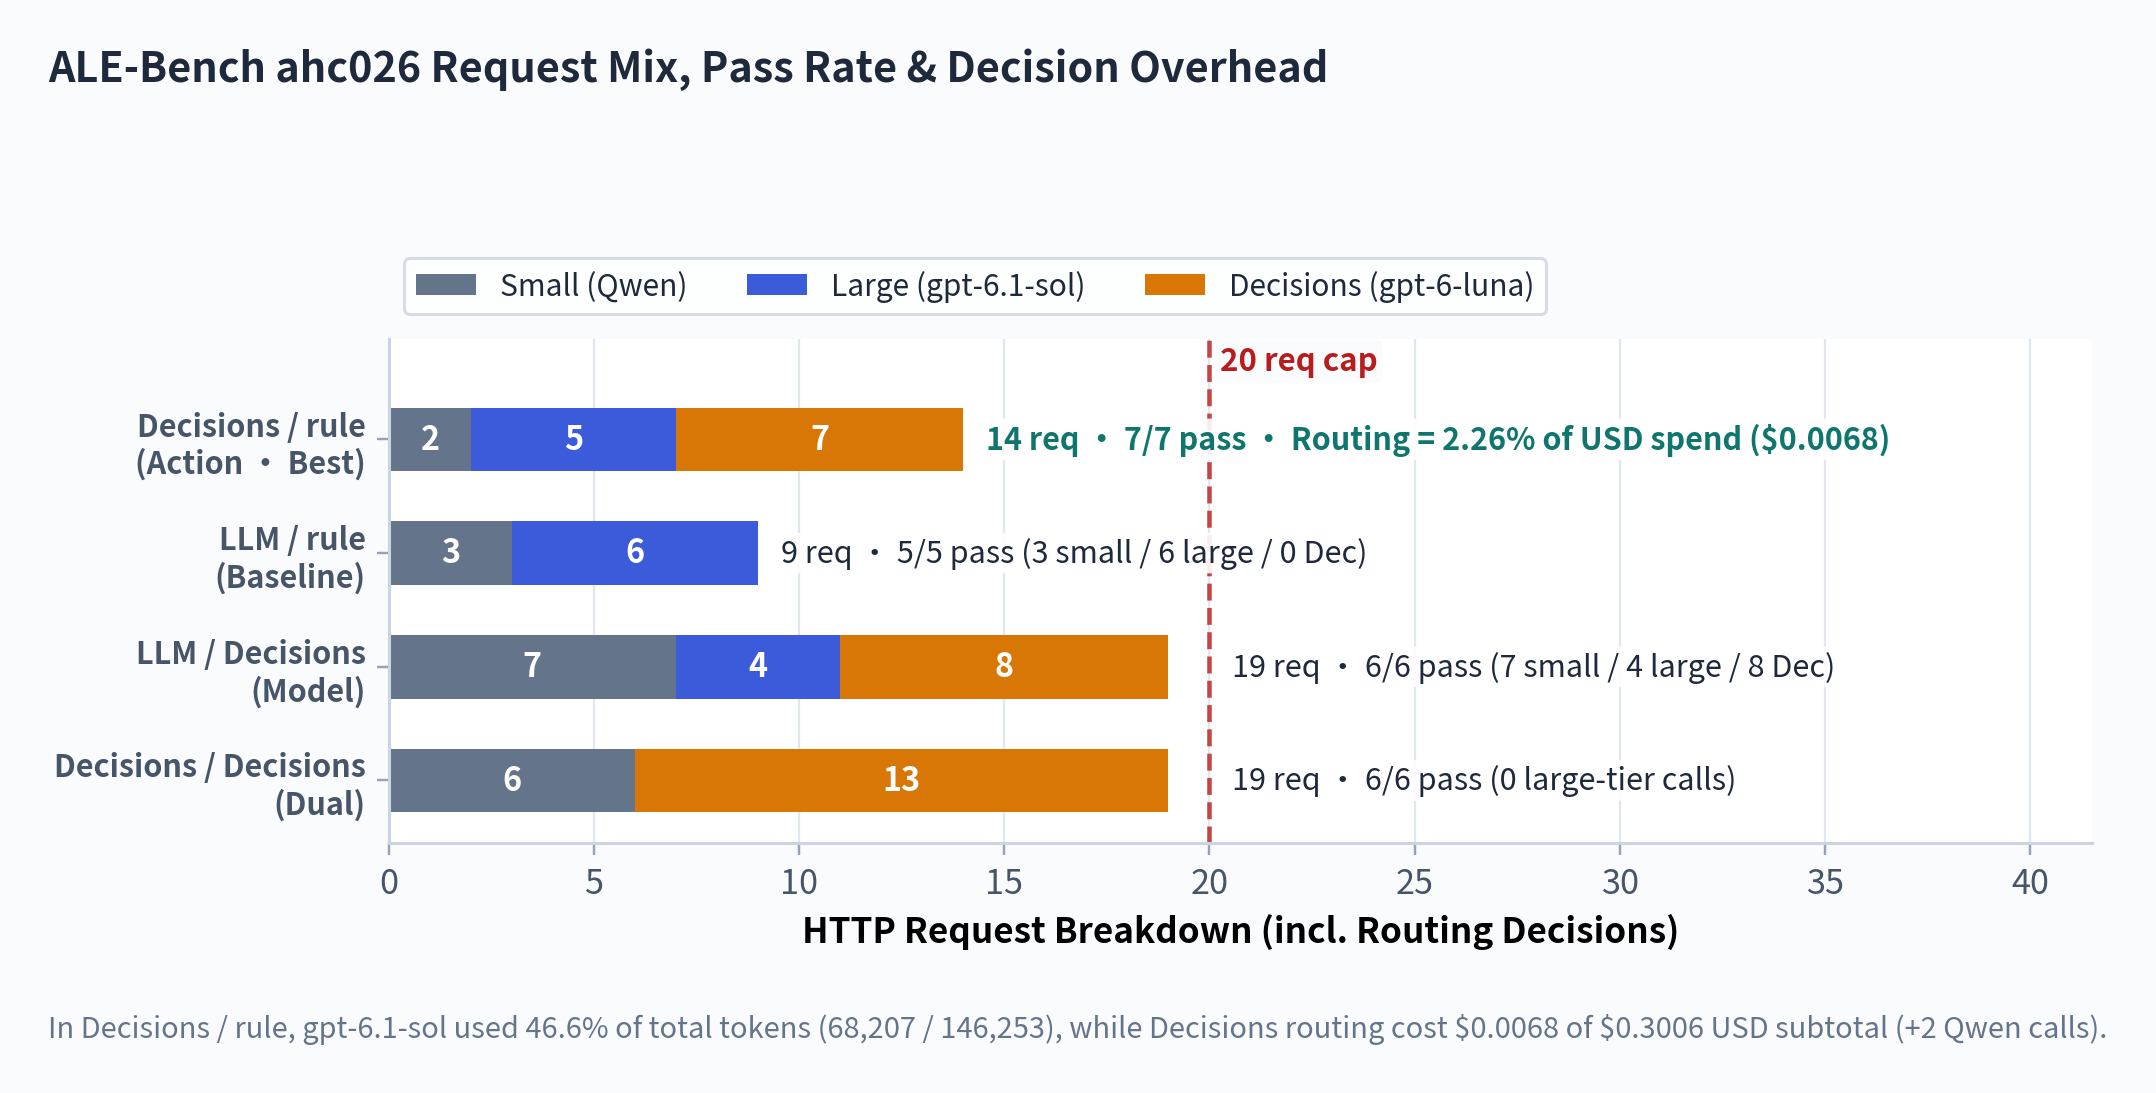 ALE-Bench ahc026 Request Mix, Pass Rate & Decision Overhead
Small (Qwen)
Large (gpt-6.1-sol)
Decisions (gpt-6-luna)
20 req cap
Decisions / rule
(Action • Best)
2
5
7
14 req • 7/7 pass • Routing = 2.26% of USD spend ($0.0068)
LLM / rule
(Baseline)
3
6
9 req • 5/5 pass (3 small / 6 large / 0 Dec)
LLM / Decisions
(Model)
7
4
8
19 req • 6/6 pass (7 small / 4 large / 8 Dec)
Decisions / Decisions
(Dual)
6
13
19 req • 6/6 pass (0 large-tier calls)
0 5 10 15 20 25 30 35 40
HTTP Request Breakdown (incl. Routing Decisions)
In Decisions / rule, gpt-6.1-sol used 46.6% of total tokens (68,207 / 146,253), while Decisions routing cost $0.0068 of $0.3006 USD subtotal (+2 Qwen calls).